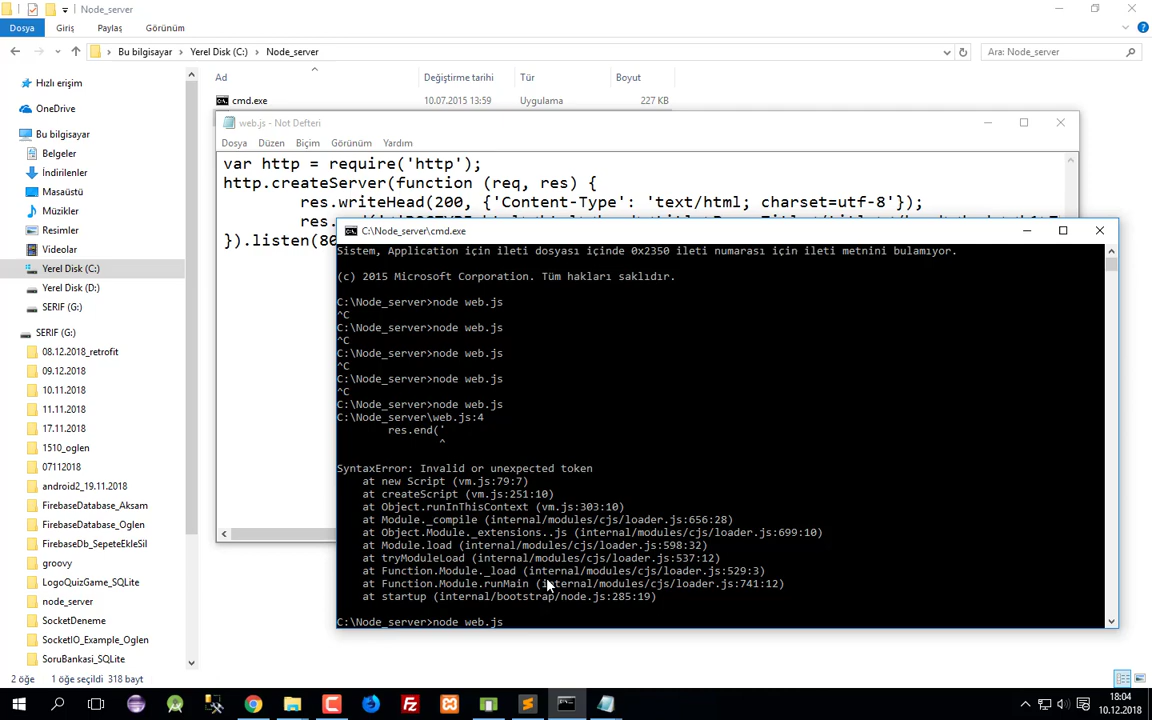 Node_server
Dosya Giriş Paylaş Görünüm
Bu bilgisayar Yerel Disk (C:) Node_server
Ara: Node_server
Hızlı erişim
OneDrive
Bu bilgisayar
Belgeler
İndirilenler
Masaüstü
Müzikler
Resimler
Videolar
Yerel Disk (C:)
Yerel Disk (D:)
SERIF (G:)
SERIF (G:)
08.12.2018_retrofit
09.12.2018
10.11.2018
11.11.2018
17.11.2018
1510_oglen
07112018
android2_19.11.2018
FirebaseDatabase_Aksam
FirebaseDatabase_Oglen
FirebaseDb_SepeteEkleSil
groovy
LogoQuizGame_SQLite
node_server
SocketDeneme
SocketIO_Example_Oglen
SoruBankasi_SQLite
Ad Değiştirme tarihi Tür Boyut
cmd.exe 10.07.2015 13:59 Uygulama 227 KB
web.js - Not Defteri
Dosya Düzen Biçim Görünüm Yardım
var http = require('http');
http.createServer(function (req, res) {
res.writeHead(200, {'Content-Type': 'text/html; charset=utf-8'});
res.
}).listen(80
C:\Node_server\cmd.exe
Sistem, Application için ileti dosyası içinde 0x2350 ileti numarası için ileti metnini bulamıyor.
(c) 2015 Microsoft Corporation. Tüm hakları saklıdır.
C:\Node_server>node web.js
^C
C:\Node_server>node web.js
^C
C:\Node_server>node web.js
^C
C:\Node_server>node web.js
^C
C:\Node_server>node web.js
C:\Node_server\web.js:4
res.end('
^
SyntaxError: Invalid or unexpected token
at new Script (vm.js:79:7)
at createScript (vm.js:251:10)
at Object.runInThisContext (vm.js:303:10)
at Module._compile (internal/modules/cjs/loader.js:656:28)
at Object.Module._extensions..js (internal/modules/cjs/loader.js:699:10)
at Module.load (internal/modules/cjs/loader.js:598:32)
at tryModuleLoad (internal/modules/cjs/loader.js:537:12)
at Function.Module._load (internal/modules/cjs/loader.js:529:3)
at Function.Module.runMain (internal/modules/cjs/loader.js:741:12)
at startup (internal/bootstrap/node.js:285:19)
C:\Node_server>node web.js
2 öğe 1 öğe seçildi 318 bayt
18:04
10.12.2018